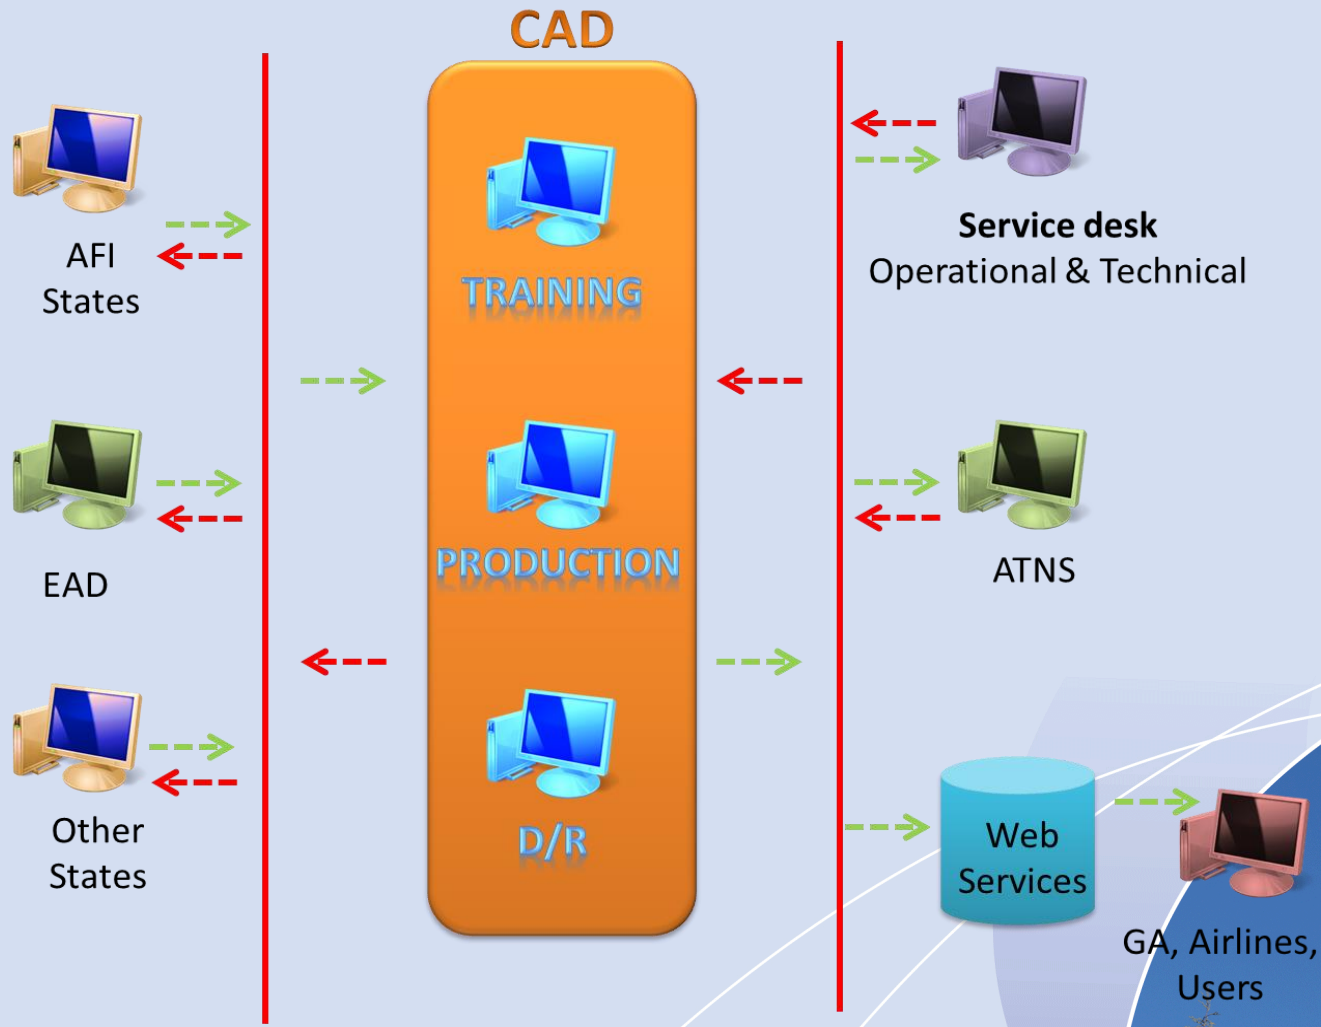 CAD
AFI
States
TRAINING
EAD
PRODUCTION
Other
States
D/R
Service desk
Operational & Technical
ATNS
Web
Services
GA, Airlines,
Users